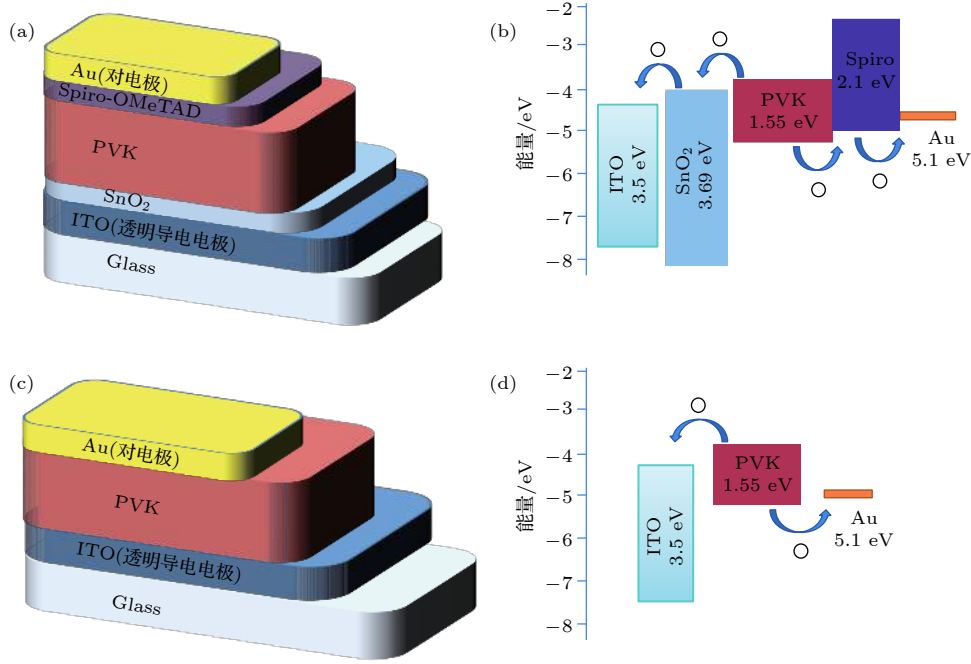 (a)
Au(对电极)
Spiro-OMeTAD
PVK
SnO₂
ITO(透明导电电极)
Glass
(b)
能量/eV
−2
−3
−4
−5
−6
−7
−8
ITO
3.5 eV
SnO₂
3.69 eV
PVK
1.55 eV
Spiro
2.1 eV
Au
5.1 eV
(c)
Au(对电极)
PVK
ITO(透明导电电极)
Glass
(d)
能量/eV
−2
−3
−4
−5
−6
−7
−8
ITO
3.5 eV
PVK
1.55 eV
Au
5.1 eV